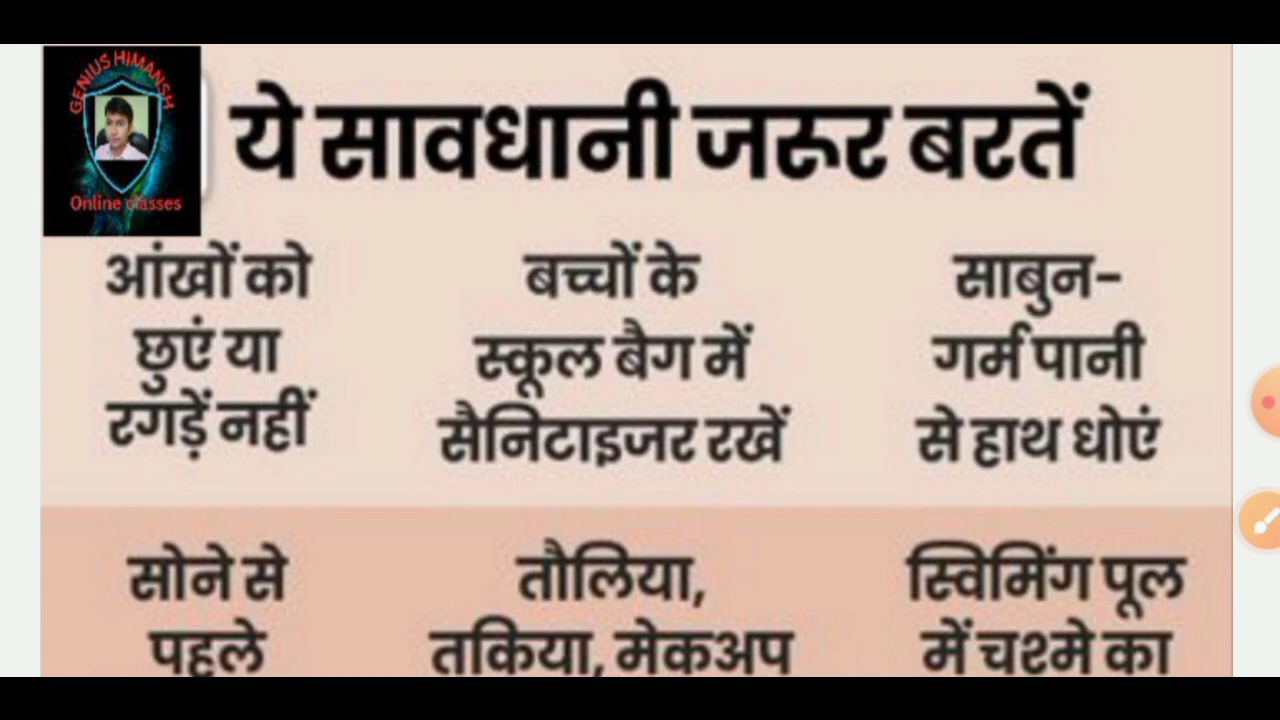 GENIUS HIMANSH
Online classes
ये सावधानी जरूर बरतें
आंखों को
छुएं या
रगड़ें नहीं
बच्चों के
स्कूल बैग में
सैनिटाइजर रखें
साबुन-
गर्म पानी
से हाथ धोएं
सोने से
पहले
तौलिया,
तकिया, मेकअप
स्विमिंग पूल
में चश्मे का